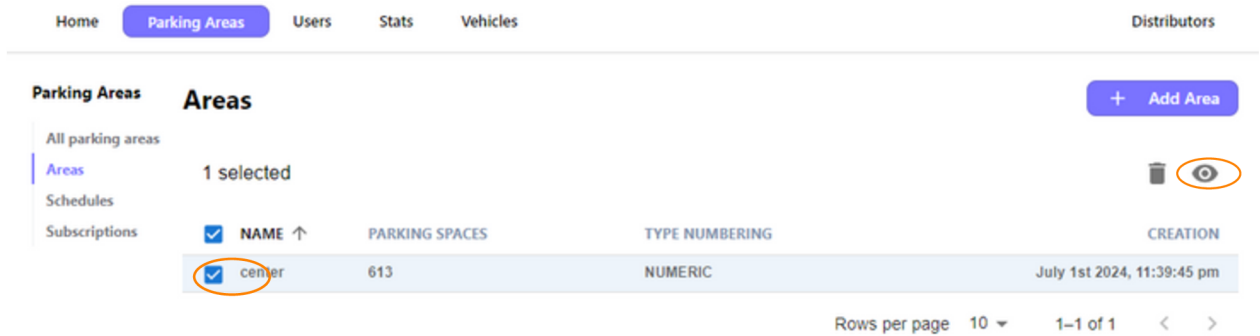 Home Parking Areas Users Stats Vehicles Distributors
Parking Areas
All parking areas
Areas
Schedules
Subscriptions
Areas
+ Add Area
1 selected
NAME ↑ PARKING SPACES TYPE NUMBERING CREATION
center 613 NUMERIC July 1st 2024, 11:39:45 pm
Rows per page 10 1–1 of 1 < >